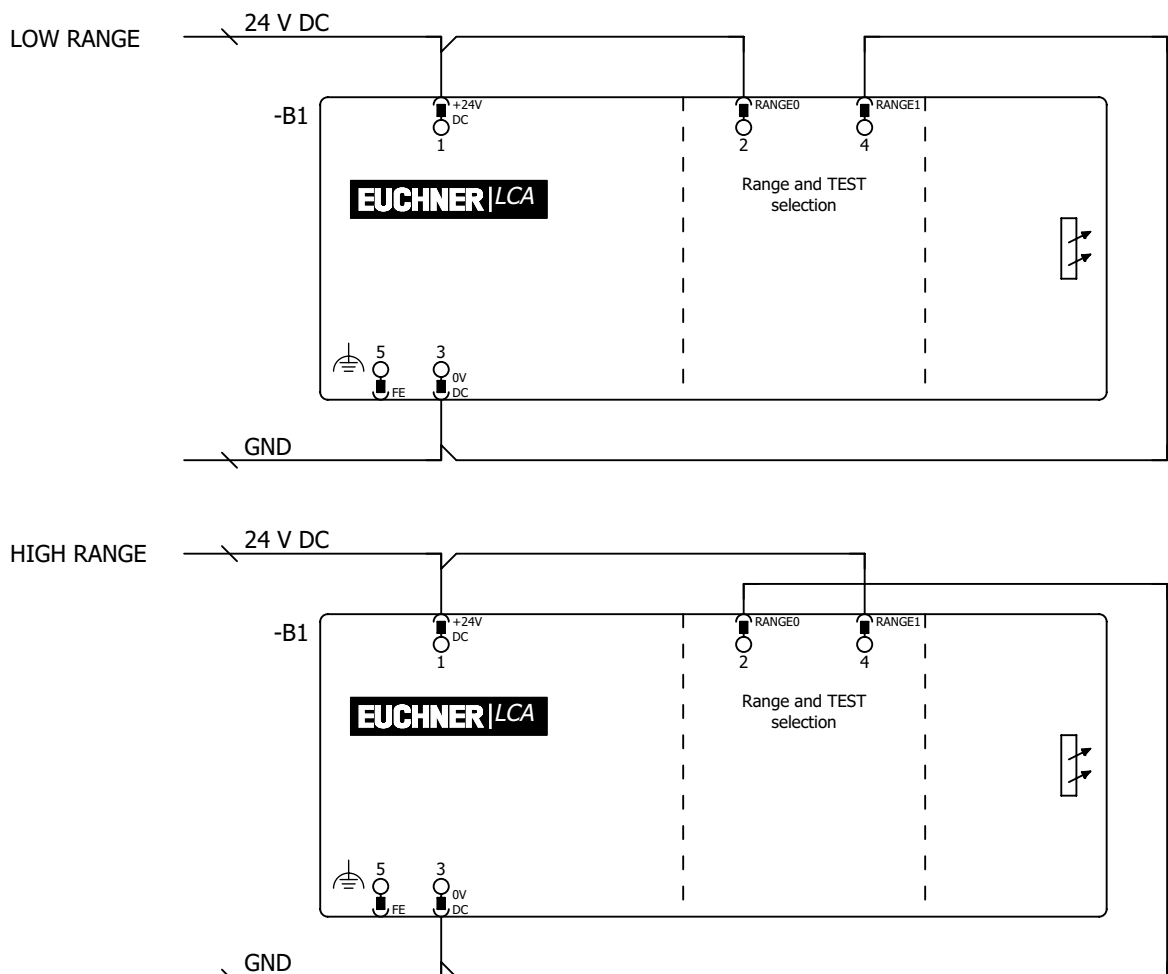 24 V DC
LOW RANGE
-B1
+24V
DC
1
RANGE0
2
RANGE1
4
EUCHNER|LCA
Range and TEST
selection
5
FE
3
0V
DC
GND
24 V DC
HIGH RANGE
-B1
+24V
DC
1
RANGE0
2
RANGE1
4
EUCHNER|LCA
Range and TEST
selection
5
FE
3
0V
DC
GND